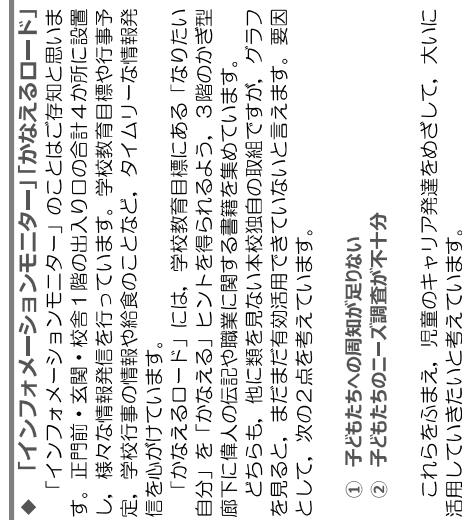 ◆ 「インフォメーションモニター」「かなえるロード」
「インフォメーションモニター」のことはご存知と思いま
す。正門前・玄関・校舎１階の出入り口の合計４か所に設置
し，様々な情報発信を行っています。学校教育目標や行事予
定，学校行事の情報や給食のことなど，タイムリーな情報発
信を心がけています。
「かなえるロード」には，学校教育目標にある「なりたい
自分」を「かなえる」ヒントを得られるよう，３階のかぎ型
廊下に偉人の伝記や職業に関する書籍を集めています。
どちらも，他に類を見ない本校独自の取組ですが，グラフ
を見ると，まだまだ有効活用できていないと言えます。要因
として，次の２点を考えています。
① 子どもたちへの周知が足りない
② 子どもたちのニーズ調査が不十分
これらをふまえ，児童のキャリア発達をめざして，大いに
活用していきたいと考えています。